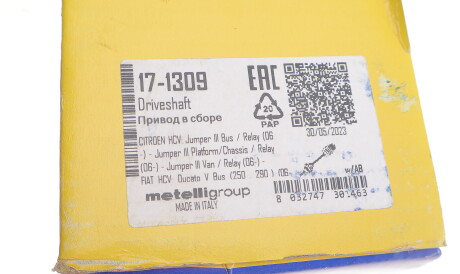 17-1309
Driveshaft
Привод в сборе
EAC
20
PAP
30/05/2023
CITROEN HCV: Jumper III Bus / Relay (06
-) - Jumper III Platform/Chassis / Relay
(06-) - Jumper III Van / Relay (06-) -
FIAT HCV: Ducato V Bus (250 290) (06
w/AB
metelligroup
MADE IN ITALY
8 032747 301463